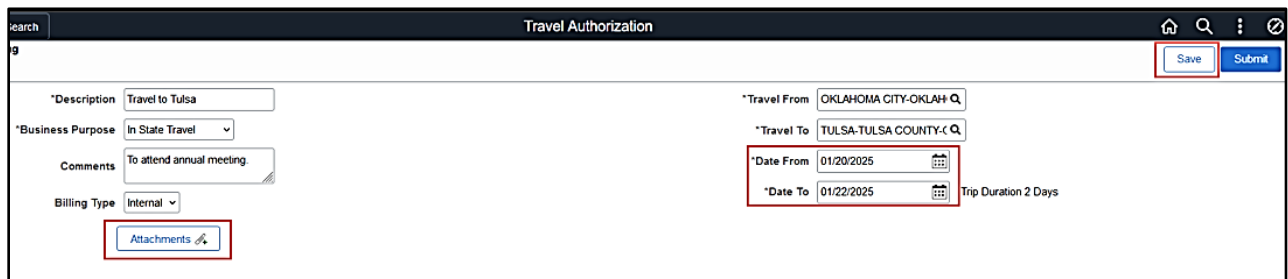 Search
Travel Authorization
Save
Submit
*Description Travel to Tulsa
*Business Purpose In State Travel
Comments To attend annual meeting.
Billing Type Internal
Attachments
*Travel From OKLAHOMA CITY-OKLAH
*Travel To TULSA-TULSA COUNTY-
*Date From 01/20/2025
*Date To 01/22/2025 Trip Duration 2 Days